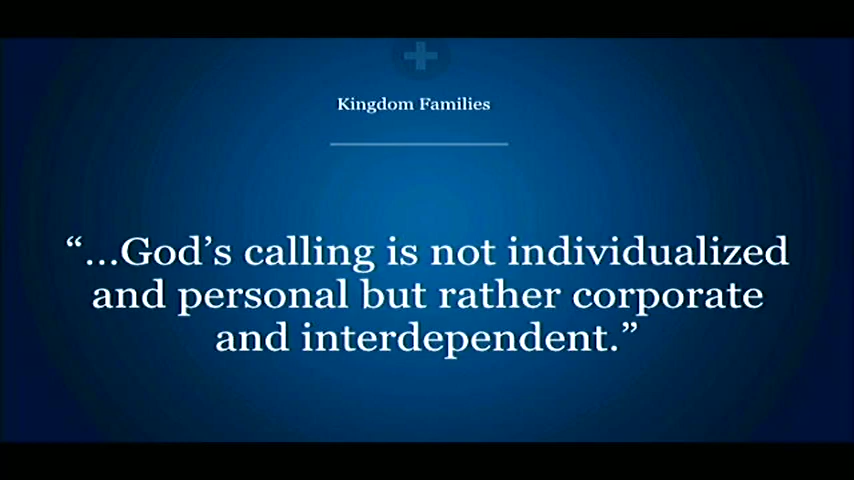 Kingdom Families
“...God’s calling is not individualized
and personal but rather corporate
and interdependent.”